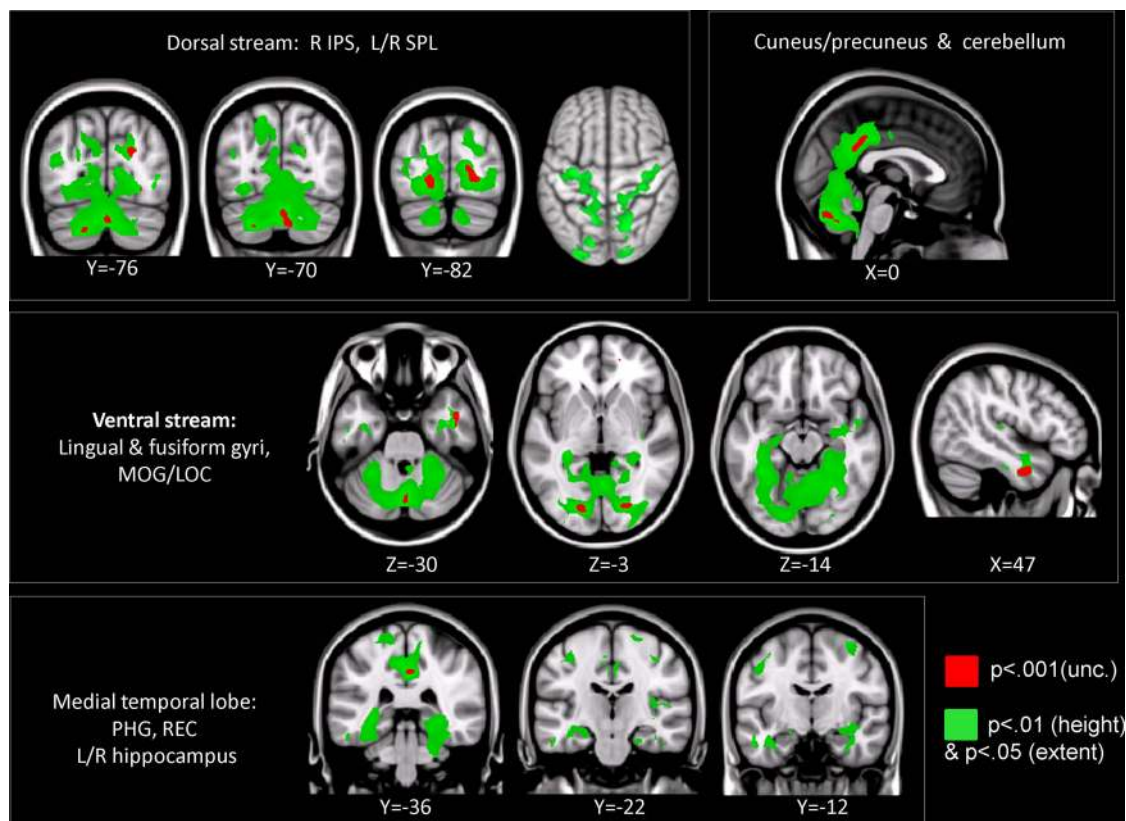 Dorsal stream: R IPS, L/R SPL
Y=-76
Y=-70
Y=-82
Cuneus/precuneus & cerebellum
X=0
Ventral stream:
Lingual & fusiform gyri,
MOG/LOC
Z=-30
Z=-3
Z=-14
X=47
Medial temporal lobe:
PHG, REC
L/R hippocampus
Y=-36
Y=-22
Y=-12
p<.001(unc.)
p<.01 (height)
& p<.05 (extent)